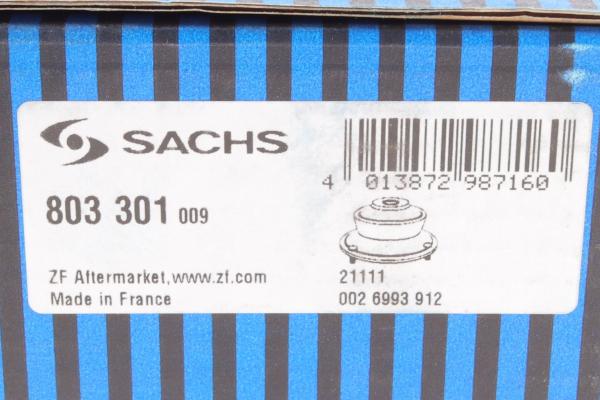 SACHS
4 013872 987160
803 301 009
ZF Aftermarket,www.zf.com
Made in France
21111
002 6993 912